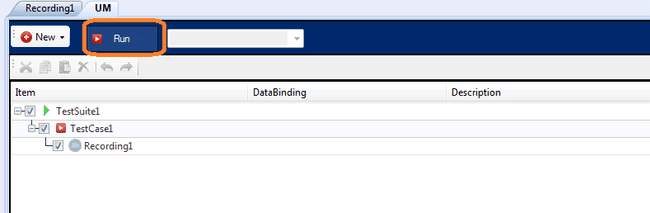 Recording1 UM
New Run
Item DataBinding Description
TestSuite1
TestCase1
Recording1